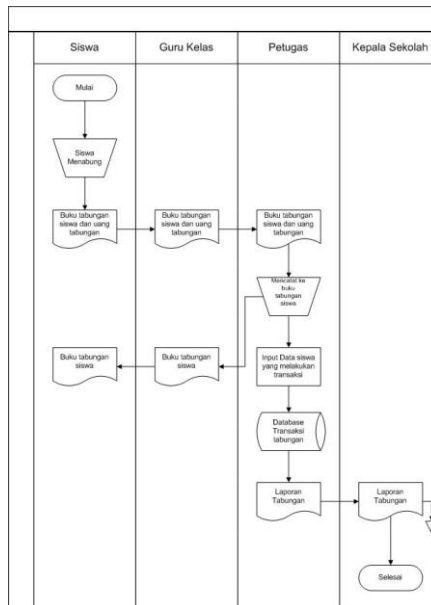 Siswa
Guru Kelas
Petugas
Kepala Sekolah
Mulai
Siswa
Menabung
Buku tabungan
siswa dan uang
tabungan
Buku tabungan
siswa dan uang
tabungan
Buku tabungan
siswa dan uang
tabungan
Mencatat ke
buku
tabungan
siswa
Buku tabungan
siswa
Buku tabungan
siswa
Input Data siswa
yang melakukan
transaksi
Database
Transaksi
tabungan
Laporan
Tabungan
Laporan
Tabungan
Selesai